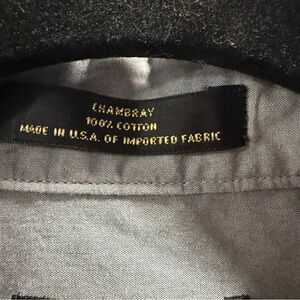 CHAMBRAY
100% COTTON
MADE IN U.S.A. OF IMPORTED FABRIC